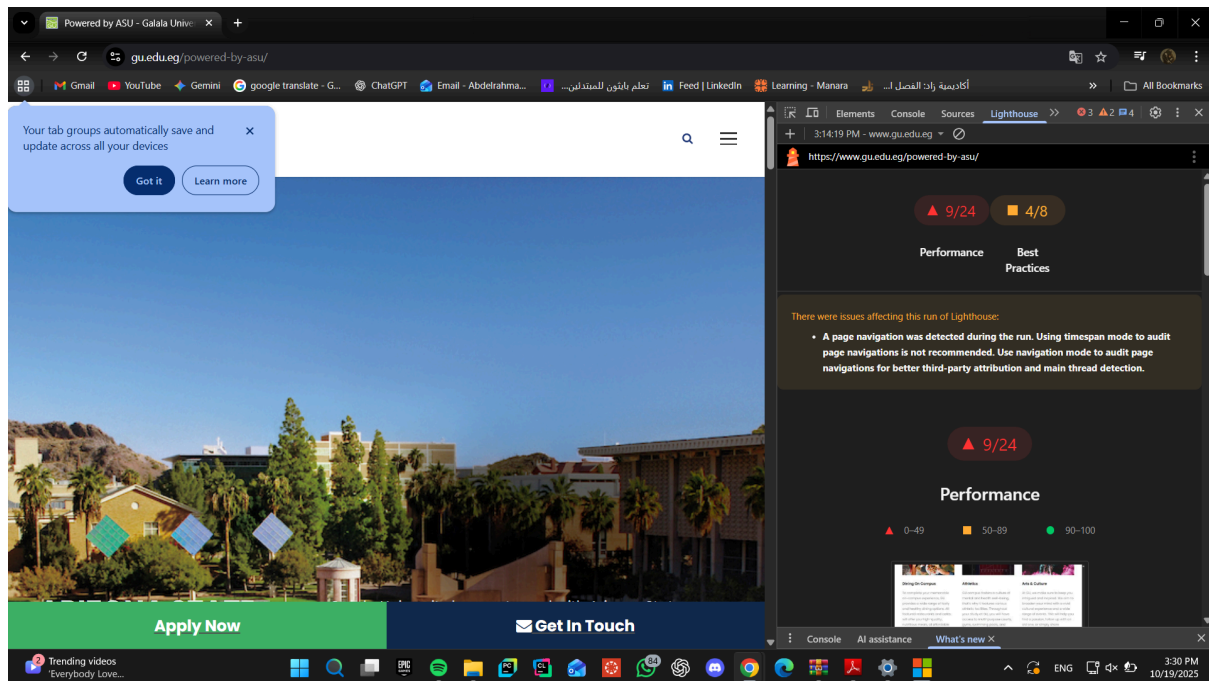 Powered by ASU - Galala Unive
gu.edu.eg/powered-by-asu/
Gmail
YouTube
Gemini
google translate - G...
ChatGPT
Email - Abdelrahma...
تعلم بايثون للمبتدئين...
Feed | LinkedIn
Learning - Manara
أكاديمية زاد: الفصل ا...
»
All Bookmarks
Your tab groups automatically save and
update across all your devices
Got it
Learn more
Apply Now
Get In Touch
Elements
Console
Sources
Lighthouse
»
3
2
4
3:14:19 PM - www.gu.edu.eg
https://www.gu.edu.eg/powered-by-asu/
9/24
4/8
Performance
Best
Practices
There were issues affecting this run of Lighthouse:
• A page navigation was detected during the run. Using timespan mode to audit
page navigations is not recommended. Use navigation mode to audit page
navigations for better third-party attribution and main thread detection.
9/24
Performance
0–49
50–89
90–100
Dining On Campus
Athletics
Arts & Culture
Console
AI assistance
What's new
2
Trending videos
'Everybody Love...
EPIC
PC
CL
84
ENG
3:30 PM
10/19/2025